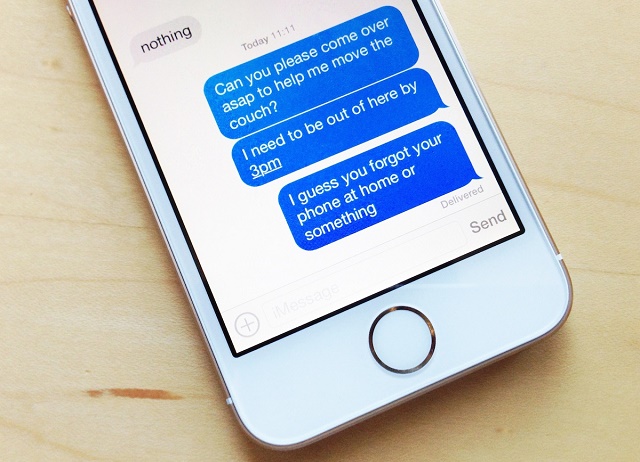 nothing
Today 11:11
Can you please come over
asap to help me move the
couch?
I need to be out of here by
3pm
I guess you forgot your
phone at home or
something
Delivered
iMessage
Send